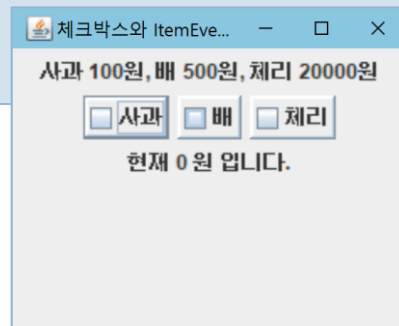 체크박스와 ItemEve...
사과 100원, 배 500원, 체리 20000원
사과 배 체리
현재 0 원 입니다.